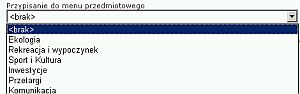 Przypisanie do menu przedmiotowego
<brak>
<brak>
Ekologia
Rekreacja i wypoczynek
Sport i Kultura
Inwestycje
Przetargi
Komunikacja